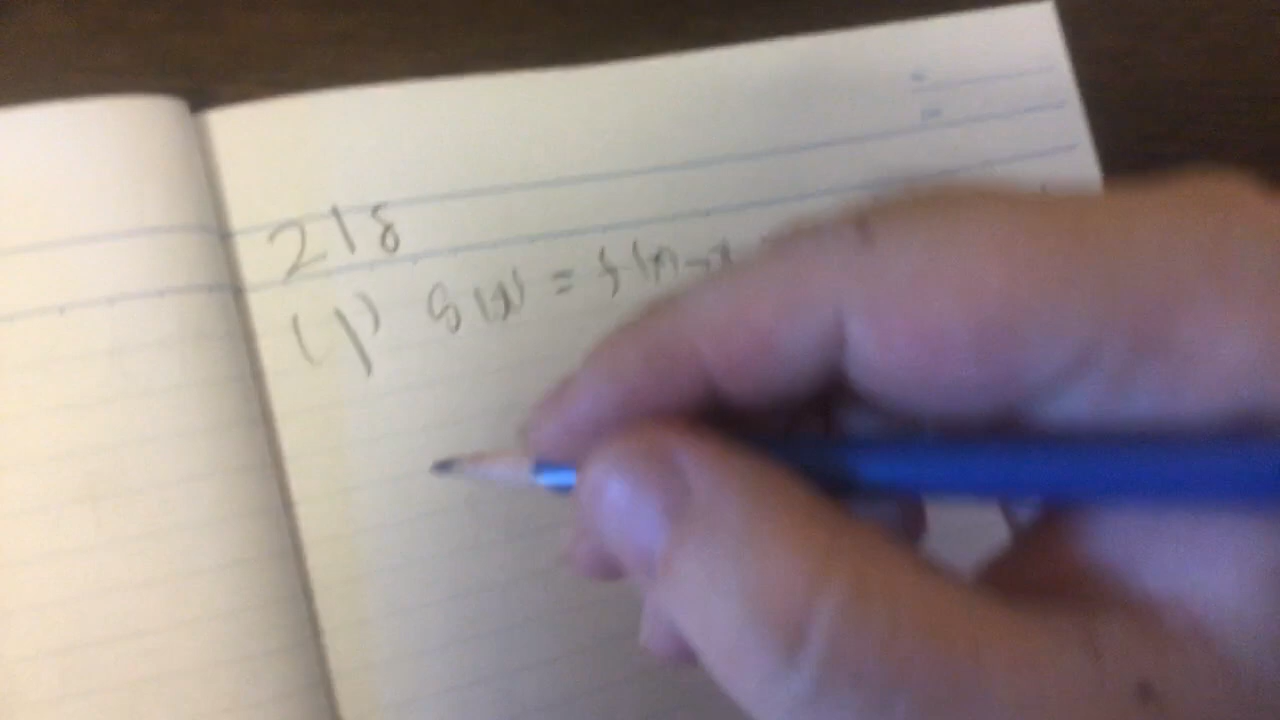 218
(1) g(x) = f(n-x